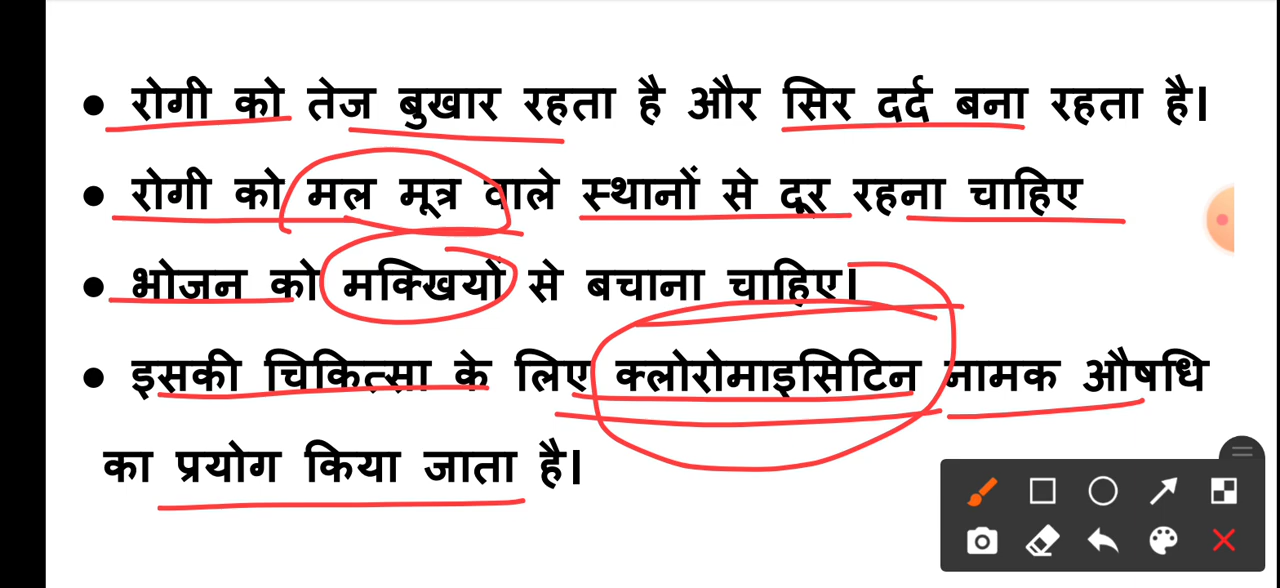 ● रोगी को तेज बुखार रहता है और सिर दर्द बना रहता है।
● रोगी को मल मूत्र वाले स्थानों से दूर रहना चाहिए
● भोजन को मक्खियों से बचाना चाहिए।
● इसकी चिकित्सा के लिए क्लोरोमाइसिटिन नामक औषधि
का प्रयोग किया जाता है।